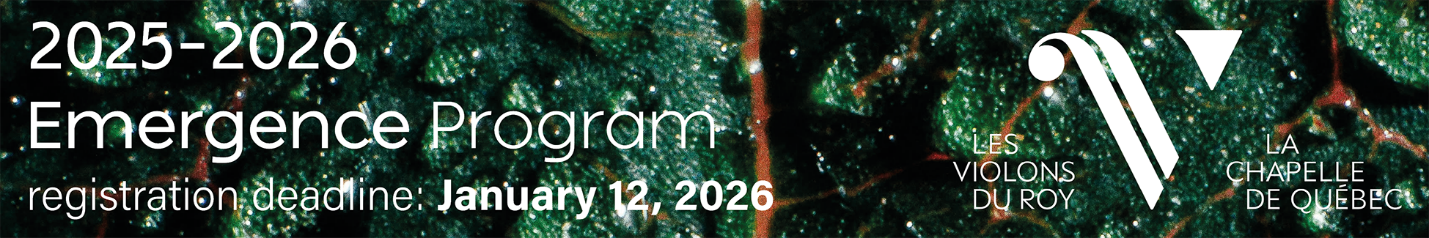 2025–2026
Emergence Program
registration deadline: January 12, 2026
LES
VIOLONS
DU ROY
LA
CHAPELLE
DE QUÉBEC